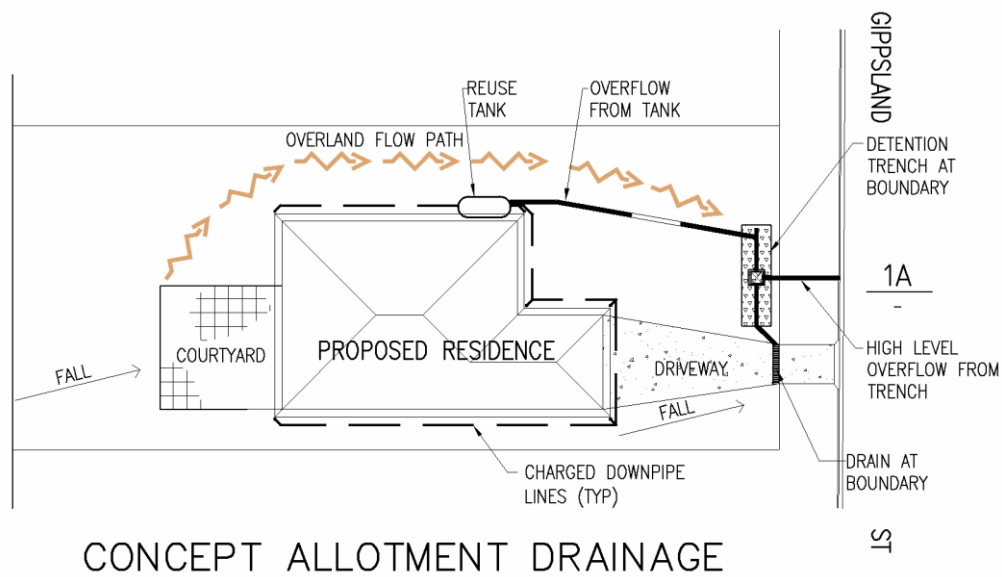 GIPPSLAND
REUSE
TANK
OVERFLOW
FROM TANK
OVERLAND FLOW PATH
DETENTION
TRENCH AT
BOUNDARY
1A
-
COURTYARD
PROPOSED RESIDENCE
DRIVEWAY
HIGH LEVEL
OVERFLOW FROM
TRENCH
FALL
FALL
CHARGED DOWNPIPE
LINES (TYP)
DRAIN AT
BOUNDARY
ST
CONCEPT ALLOTMENT DRAINAGE